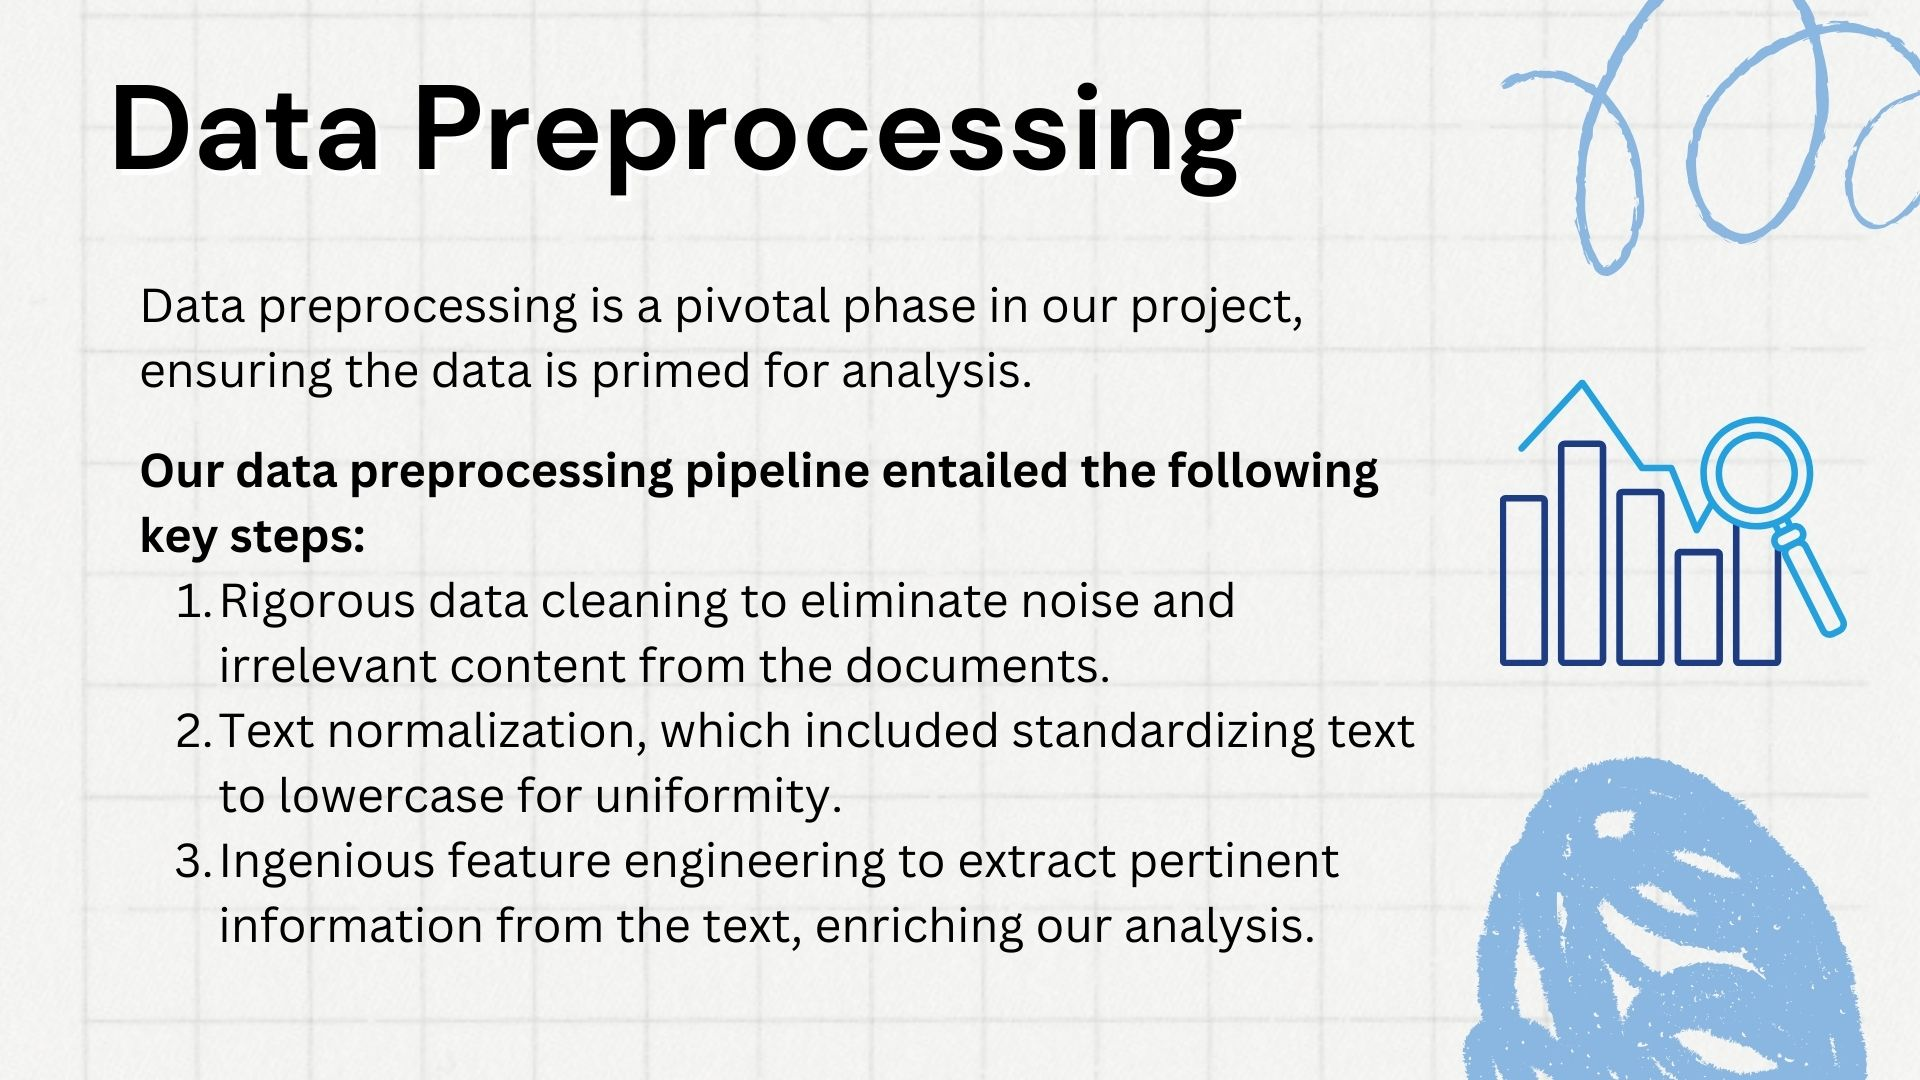 Data Preprocessing
Data preprocessing is a pivotal phase in our project,
ensuring the data is primed for analysis.
Our data preprocessing pipeline entailed the following
key steps:
1. Rigorous data cleaning to eliminate noise and
irrelevant content from the documents.
2. Text normalization, which included standardizing text
to lowercase for uniformity.
3. Ingenious feature engineering to extract pertinent
information from the text, enriching our analysis.